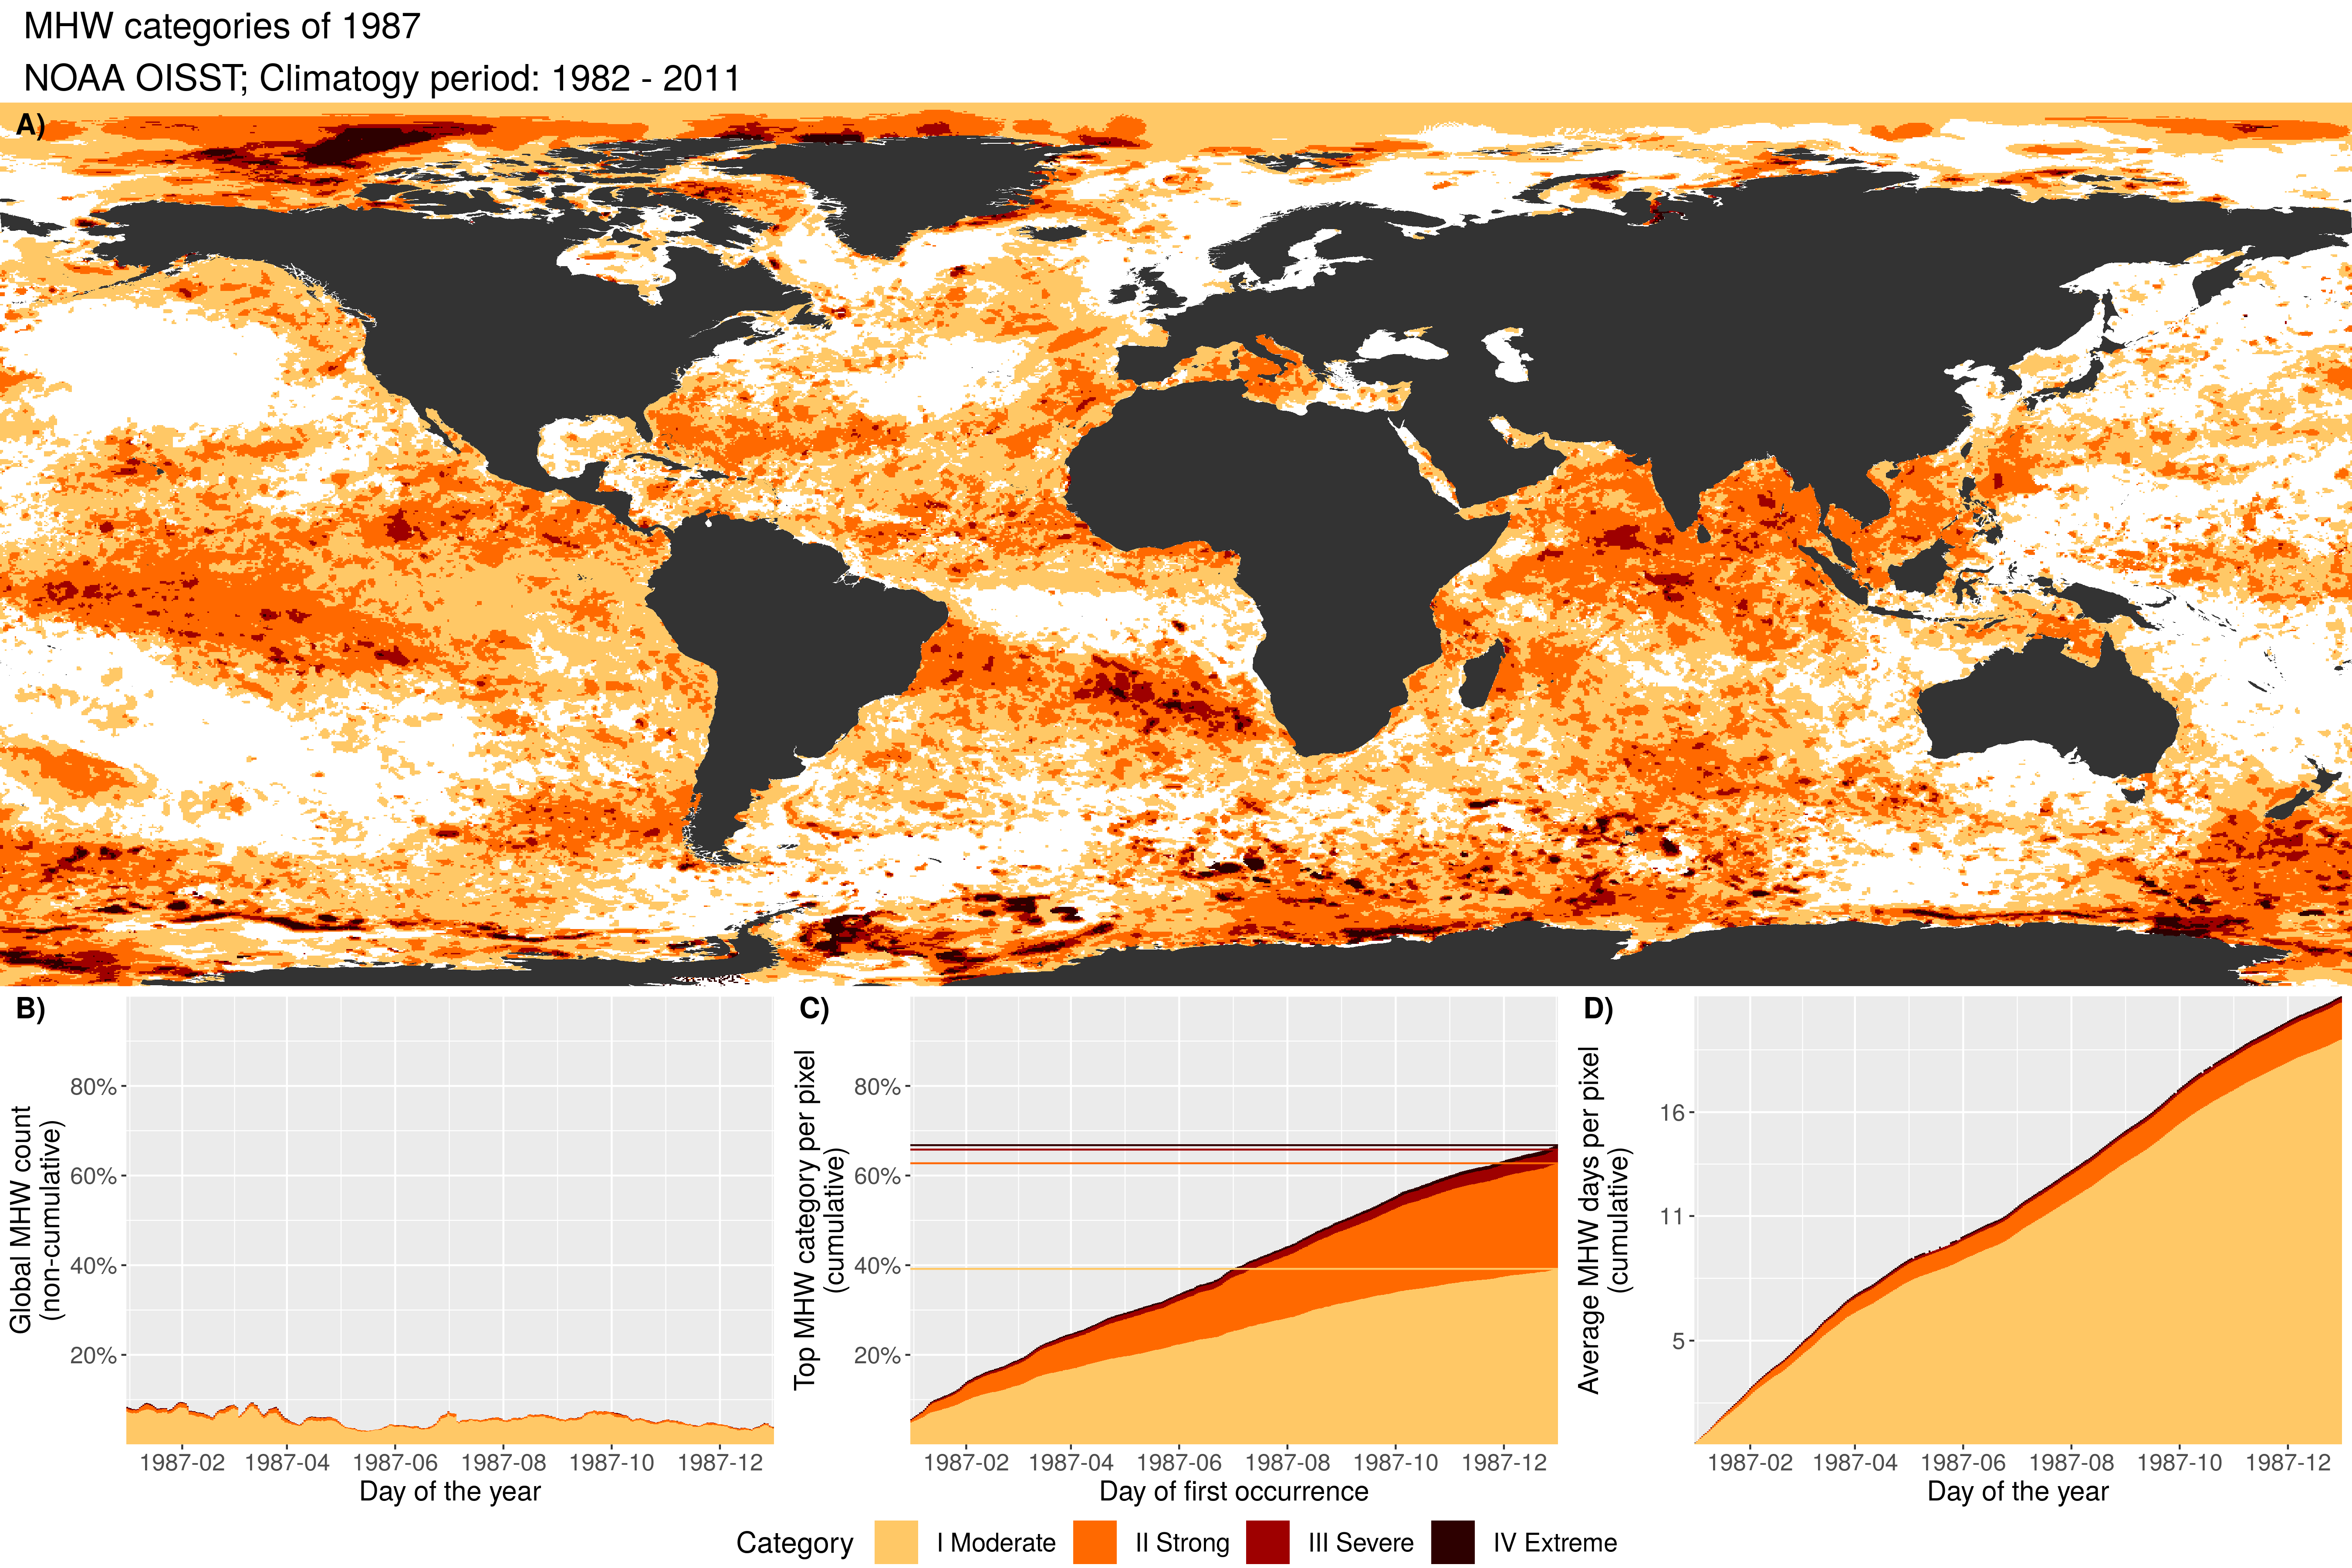 MHW categories of 1987
NOAA OISST; Climatogy period: 1982 - 2011
A)
B)
Global MHW count
(non-cumulative)
80%
60%
40%
20%
1987-02 1987-04 1987-06 1987-08 1987-10 1987-12
Day of the year
C)
Top MHW category per pixel
(cumulative)
80%
60%
40%
20%
1987-02 1987-04 1987-06 1987-08 1987-10 1987-12
Day of first occurrence
D)
Average MHW days per pixel
(cumulative)
16
11
5
1987-02 1987-04 1987-06 1987-08 1987-10 1987-12
Day of the year
Category I Moderate II Strong III Severe IV Extreme